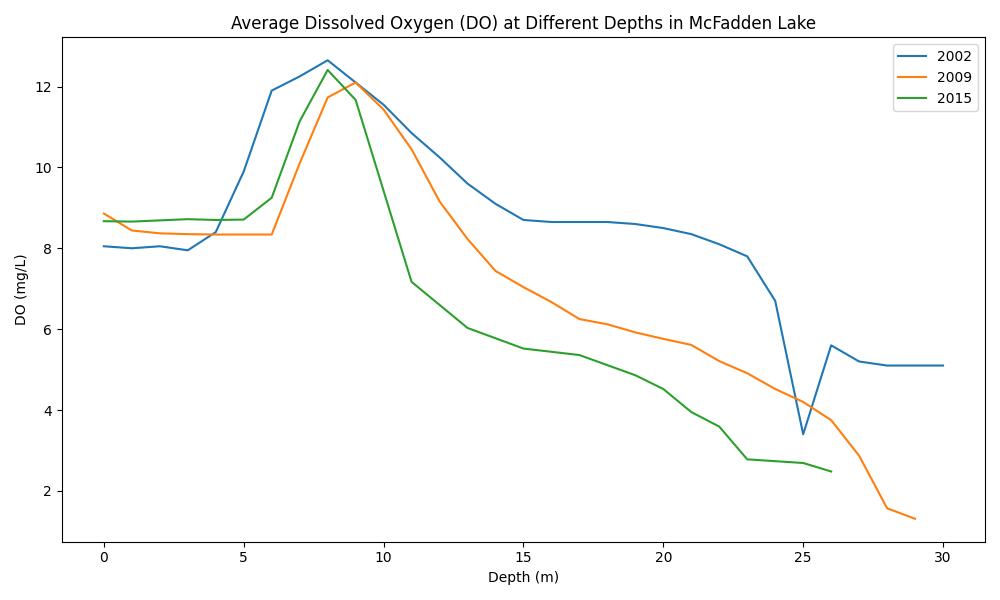 Average Dissolved Oxygen (DO) at Different Depths in McFadden Lake
2002
2009
2015
12
10
8
6
4
2
DO (mg/L)
0 5 10 15 20 25 30
Depth (m)